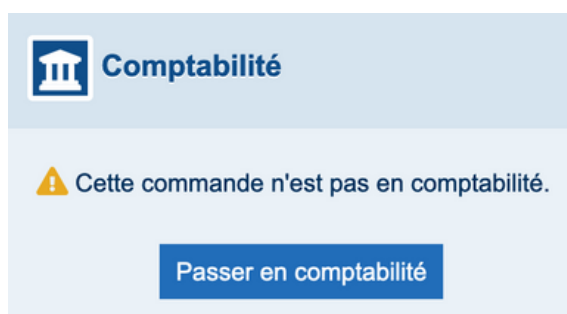 Comptabilité
Cette commande n'est pas en comptabilité.
Passer en comptabilité